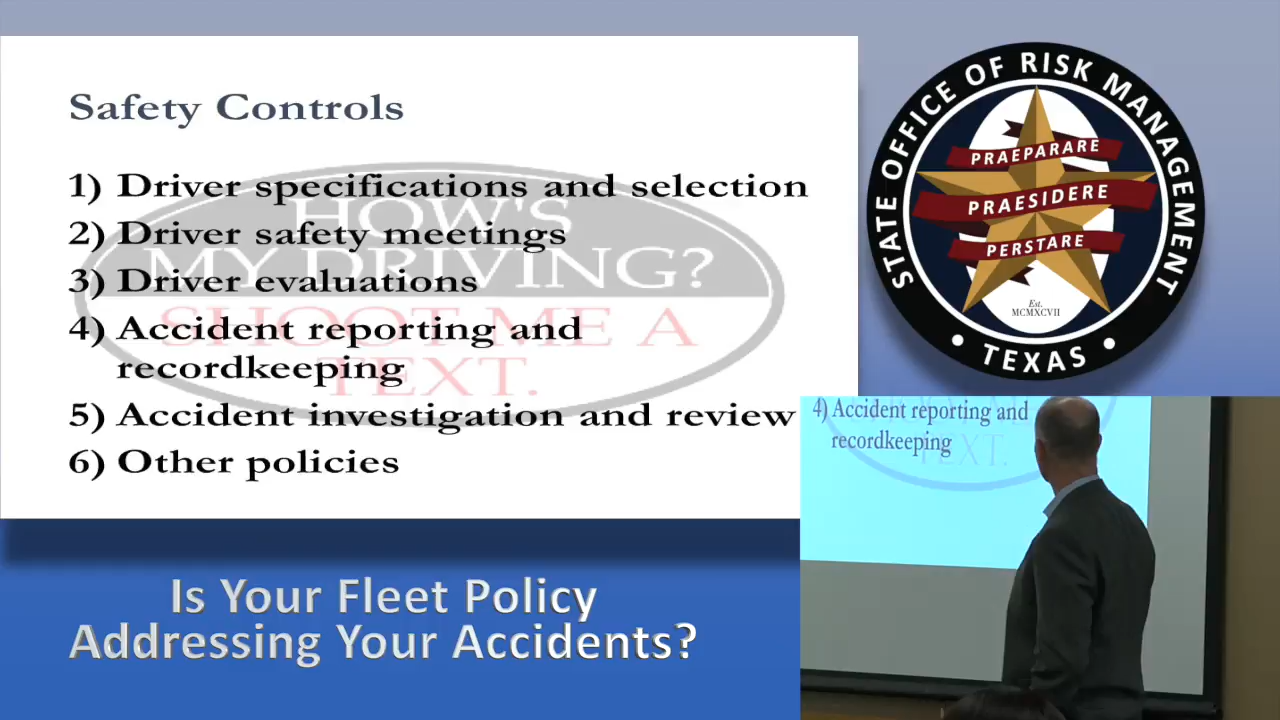 Safety Controls
1) Driver specifications and selection
2) Driver safety meetings
3) Driver evaluations
4) Accident reporting and
recordkeeping
5) Accident investigation and review
6) Other policies
HOW'S
MY DRIVING?
SHOOT ME A
TEXT.
STATE OFFICE OF RISK MANAGEMENT
PRAEPARARE
PRAESIDERE
PERSTARE
Est.
MCMXCVII
• TEXAS •
4) Accident reporting and
recordkeeping
TEXT.
Is Your Fleet Policy
Addressing Your Accidents?